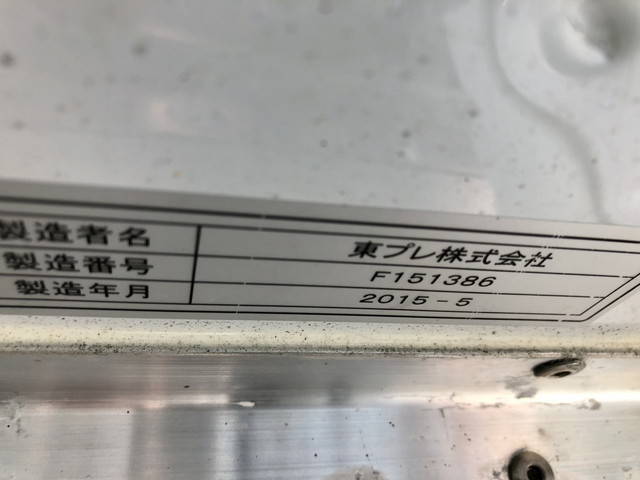 製造者名 東プレ株式会社
製造番号 F151386
製造年月 2015-5